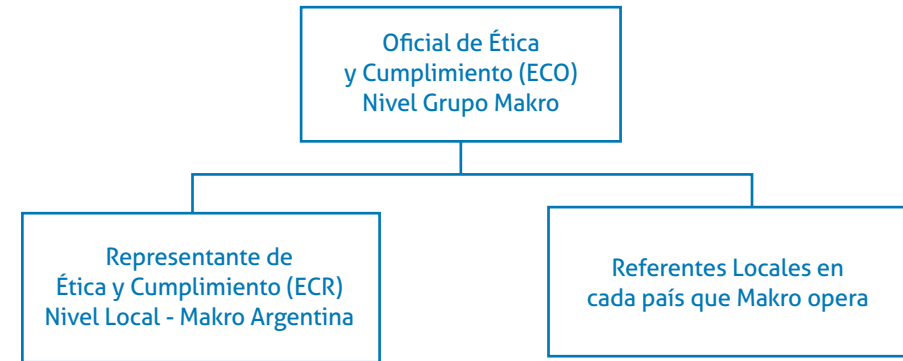 Oficial de Ética
y Cumplimiento (ECO)
Nivel Grupo Makro
Representante de
Ética y Cumplimiento (ECR)
Nivel Local - Makro Argentina
Referentes Locales en
cada país que Makro opera